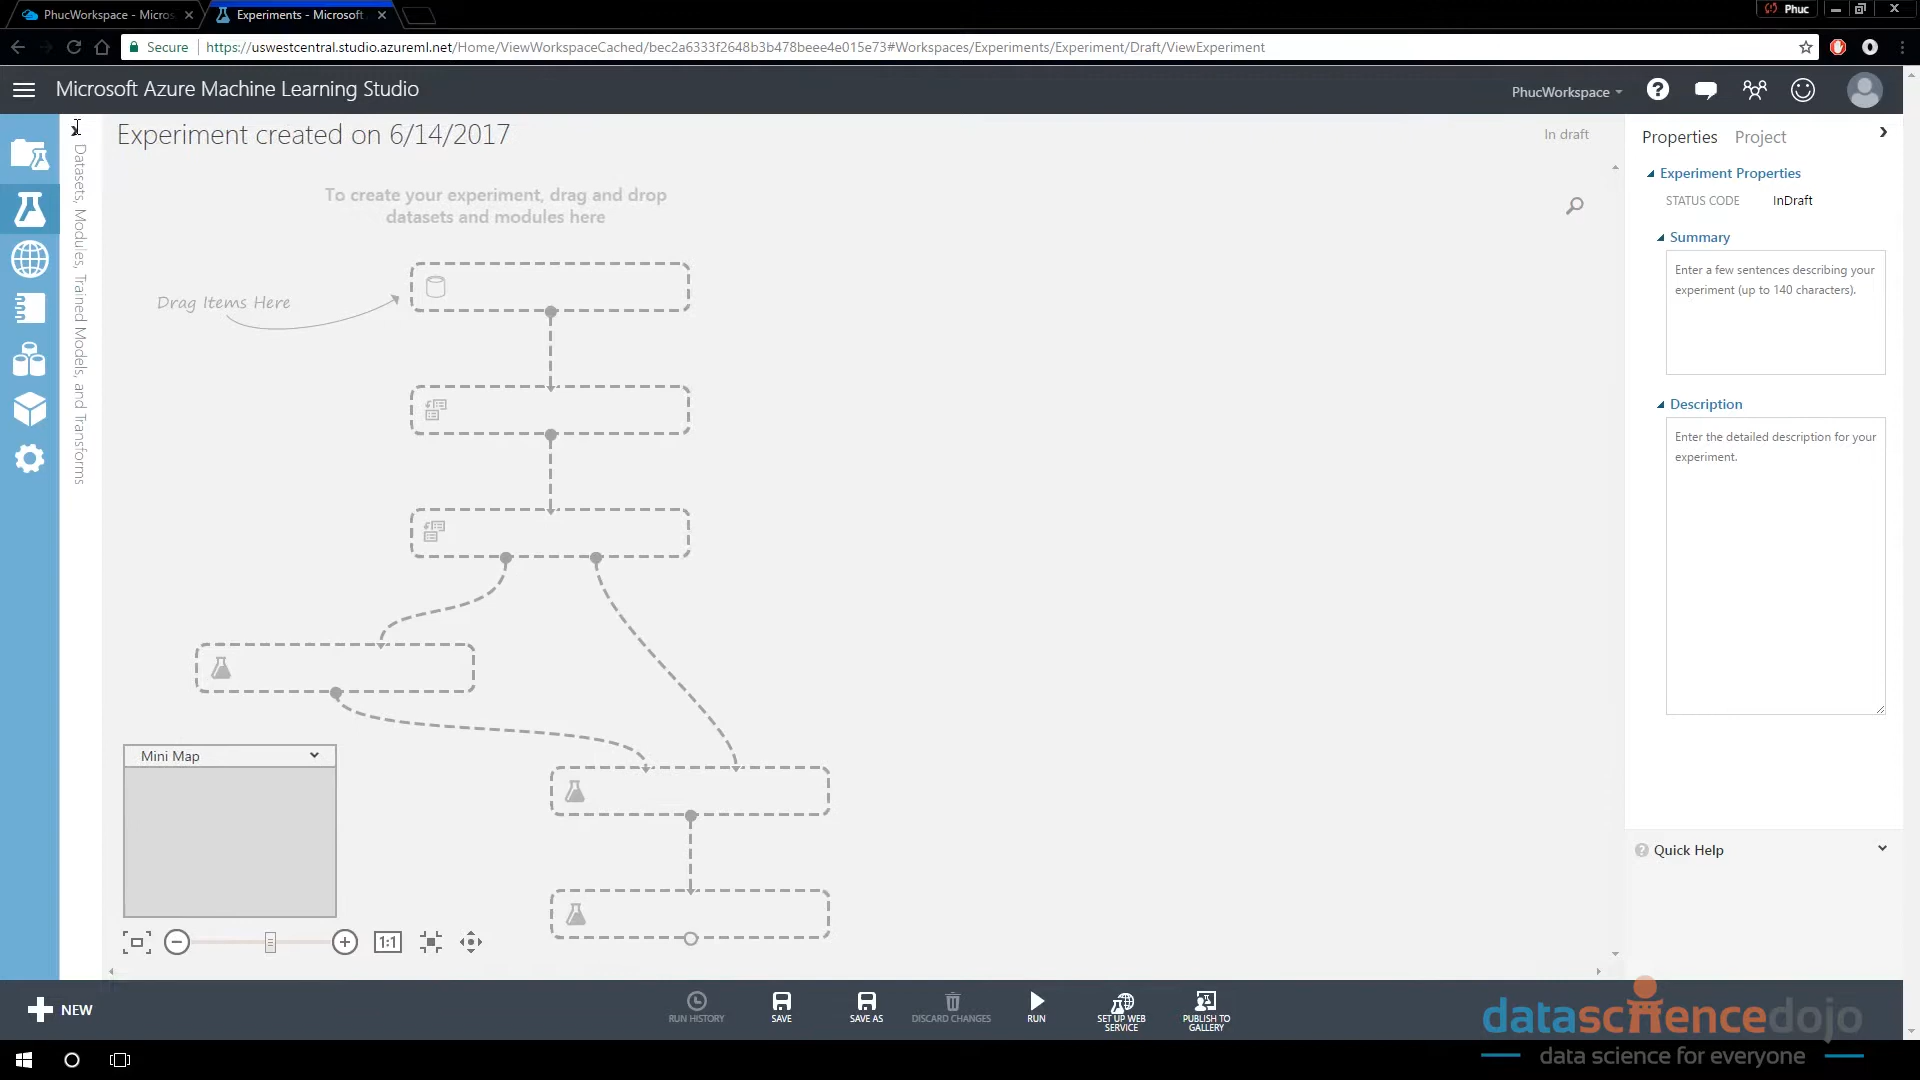 PhucWorkspace - Micros
Experiments - Microsoft
Phuc
Secure
https://uswestcentral.studio.azureml.net/Home/ViewWorkspaceCached/bec2a6333f2648b3b478beee4e015e73#Workspaces/Experiments/Experiment/Draft/ViewExperiment
Microsoft Azure Machine Learning Studio
PhucWorkspace
Datasets, Modules, Trained Models, and Transforms
Experiment created on 6/14/2017
In draft
To create your experiment, drag and drop
datasets and modules here
Drag Items Here
Mini Map
1:1
Properties
Project
Experiment Properties
STATUS CODE
InDraft
Summary
Enter a few sentences describing your
experiment (up to 140 characters).
Description
Enter the detailed description for your
experiment.
Quick Help
NEW
RUN HISTORY
SAVE
SAVE AS
DISCARD CHANGES
RUN
SET UP WEB
SERVICE
PUBLISH TO
GALLERY
datasciencedojo
data science for everyone